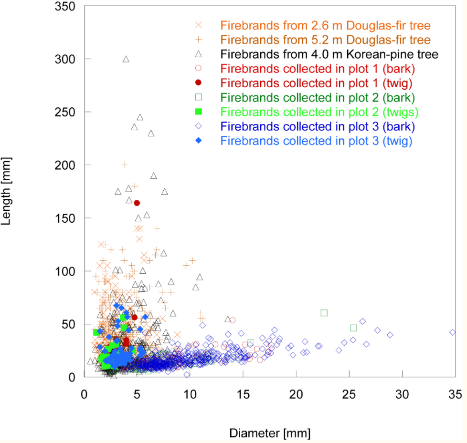 350
300
250
200
150
100
50
0
Length [mm]
Firebrands from 2.6 m Douglas-fir tree
Firebrands from 5.2 m Douglas-fir tree
Firebrands from 4.0 m Korean-pine tree
Firebrands collected in plot 1 (bark)
Firebrands collected in plot 1 (twig)
Firebrands collected in plot 2 (bark)
Firebrands collected in plot 2 (twigs)
Firebrands collected in plot 3 (bark)
Firebrands collected in plot 3 (twig)
0 5 10 15 20 25 30 35
Diameter [mm]